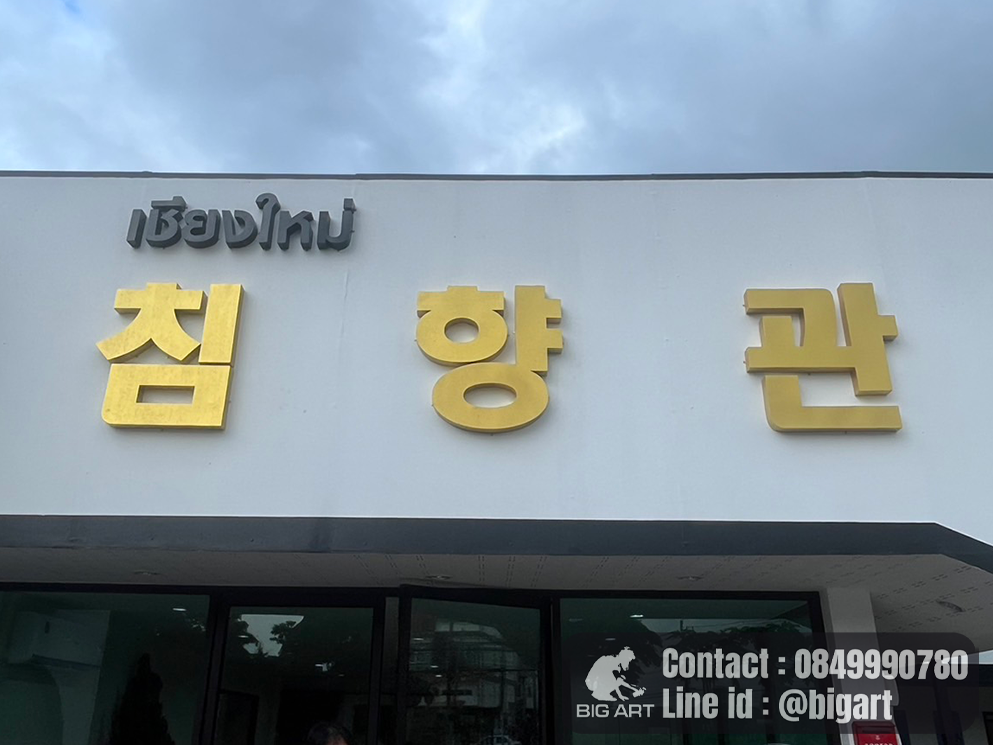 เชียงใหม่
침 향 관
Contact : 0849990780
Line id : @bigart
BIG ART